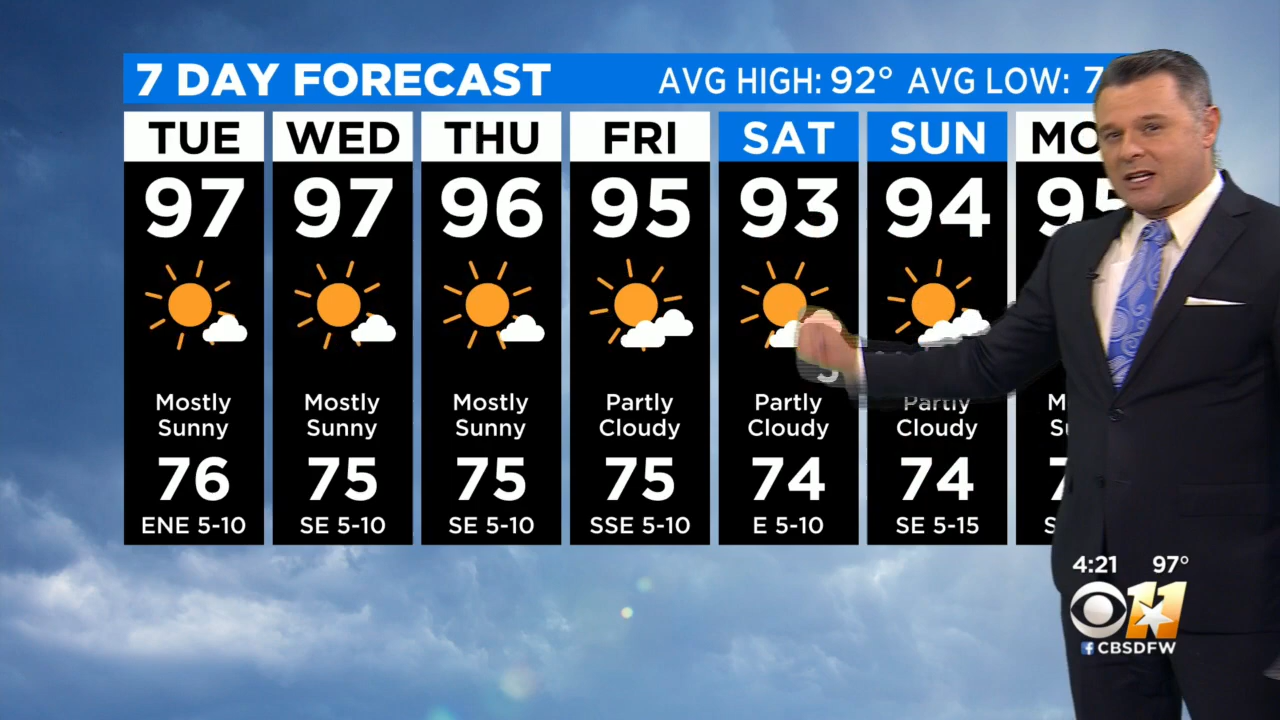 7 DAY FORECAST
AVG HIGH: 92° AVG LOW:
TUE
97
Mostly
Sunny
76
ENE 5-10
WED
97
Mostly
Sunny
75
SE 5-10
THU
96
Mostly
Sunny
75
SE 5-10
FRI
95
Partly
Cloudy
75
SSE 5-10
SAT
93
Partly
Cloudy
74
E 5-10
SUN
94
Partly
Cloudy
74
SE 5-15
95
4:21 97°
11
CBSDFW